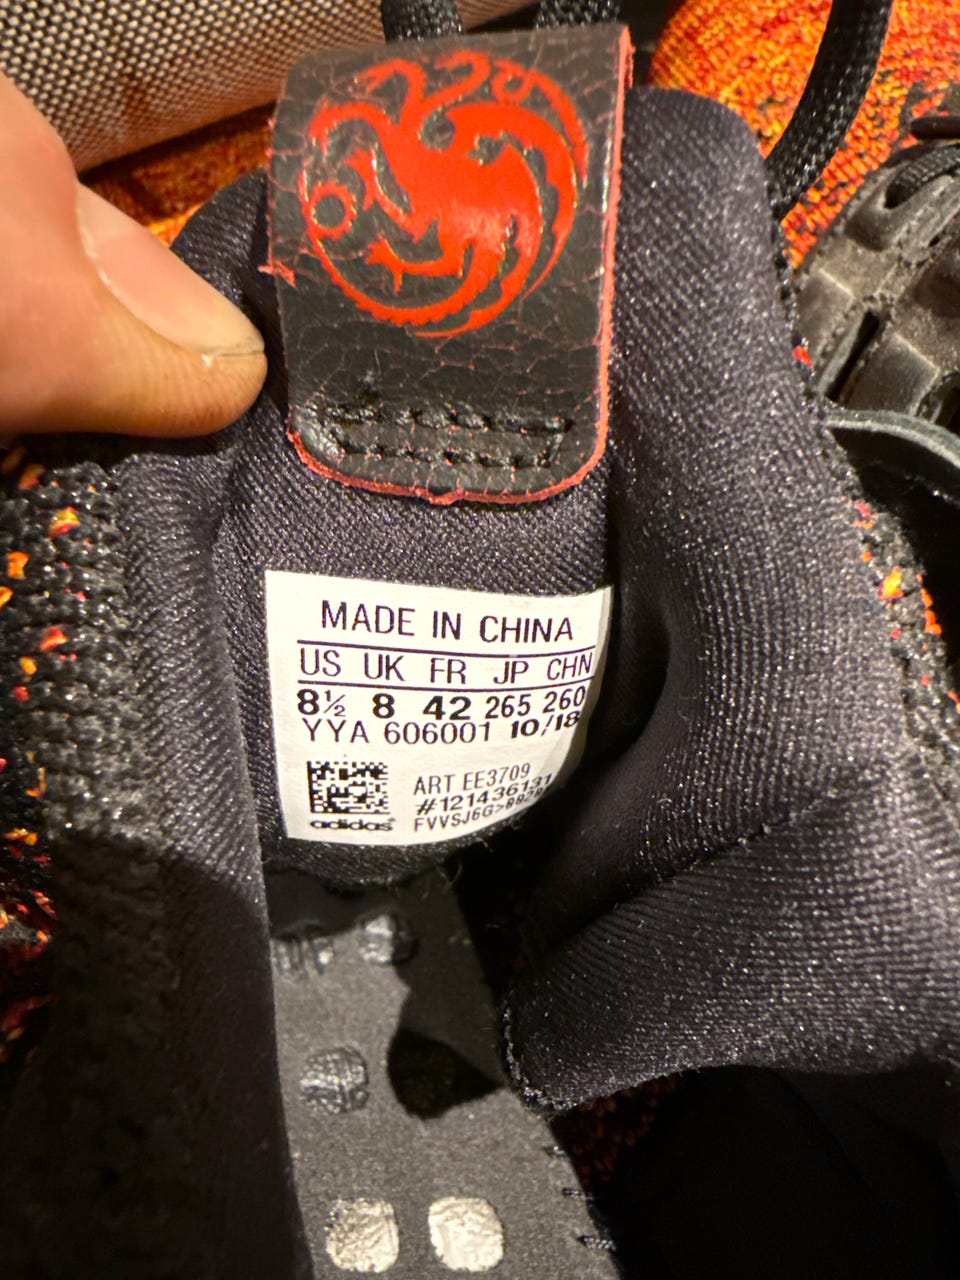 MADE IN CHINA
US UK FR JP CHN
8½ 8 42 265 260
YYA 606001 10/18
ART EE3709
#121436131
adidas